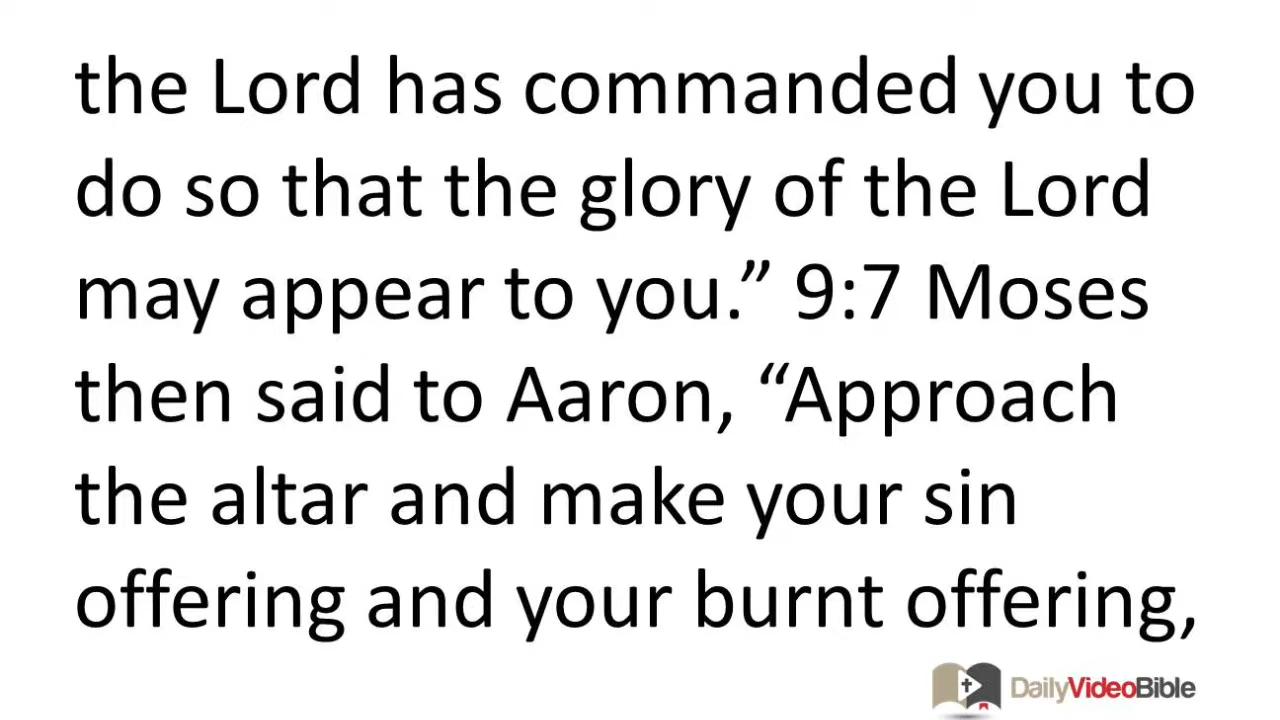 the Lord has commanded you to
do so that the glory of the Lord
may appear to you.” 9:7 Moses
then said to Aaron, “Approach
the altar and make your sin
offering and your burnt offering,
DailyVideoBible